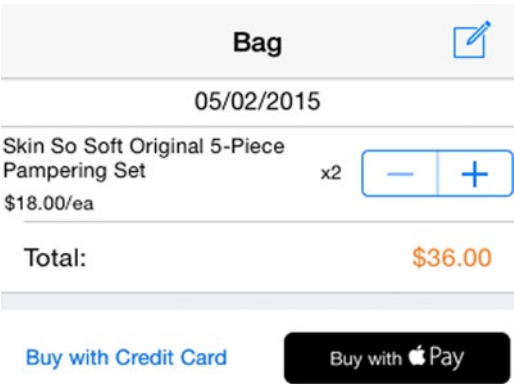 Bag
05/02/2015
Skin So Soft Original 5-Piece
Pampering Set
x2
$18.00/ea
Total:
$36.00
Buy with Credit Card
Buy with Pay